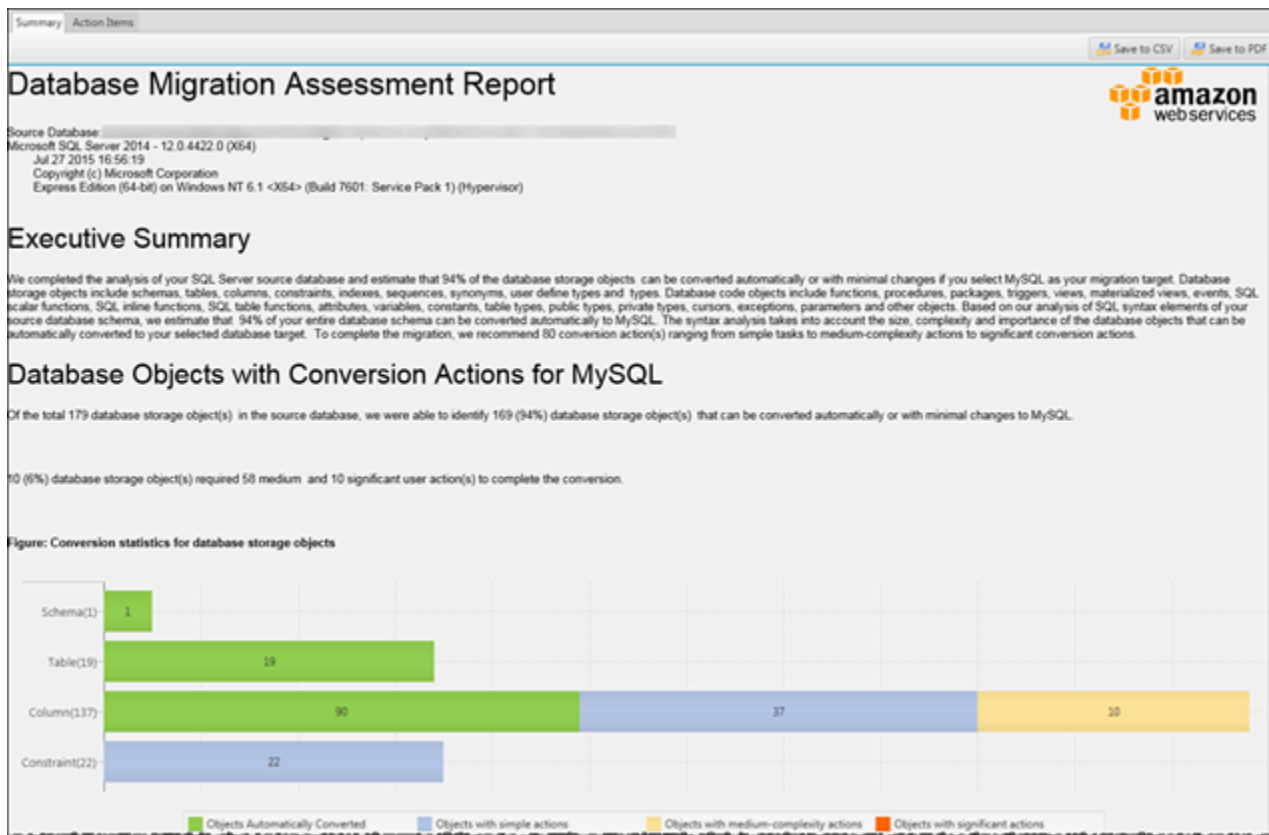 Summary Action Items
Save to CSV Save to PDF
Database Migration Assessment Report
amazon
webservices
Source Database:
Microsoft SQL Server 2014 - 12.0.4422.0 (X64)
Jul 27 2015 16:56:19
Copyright (c) Microsoft Corporation
Express Edition (64-bit) on Windows NT 6.1 <X64> (Build 7601: Service Pack 1) (Hypervisor)
Executive Summary
We completed the analysis of your SQL Server source database and estimate that 94% of the database storage objects can be converted automatically or with minimal changes if you select MySQL as your migration target. Database
storage objects include schemas, tables, columns, constraints, indexes, sequences, synonyms, user define types and types. Database code objects include functions, procedures, packages, triggers, views, materialized views, events, SQL
scalar functions, SQL inline functions, SQL table functions, attributes, variables, constants, table types, public types, private types, cursors, exceptions, parameters and other objects. Based on our analysis of SQL syntax elements of your
source database schema, we estimate that 94% of your entire database schema can be converted automatically to MySQL. The syntax analysis takes into account the size, complexity and importance of the database objects that can be
automatically converted to your selected database target. To complete the migration, we recommend 80 conversion action(s) ranging from simple tasks to medium-complexity actions to significant conversion actions.
Database Objects with Conversion Actions for MySQL
Of the total 179 database storage object(s) in the source database, we were able to identify 169 (94%) database storage object(s) that can be converted automatically or with minimal changes to MySQL.
10 (6%) database storage object(s) required 58 medium and 10 significant user action(s) to complete the conversion.
Figure: Conversion statistics for database storage objects
Schema(1) 1
Table(19) 19
Column(137) 90 37 10
Constraint(22) 22
Objects Automatically Converted Objects with simple actions Objects with medium-complexity actions Objects with significant actions